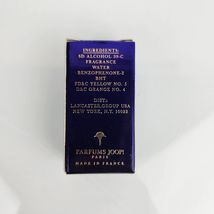 INGREDIENTS:
SD ALCOHOL 39-C
FRAGRANCE
WATER
BENZOPHENONE-2
BHT
FD&C YELLOW NO. 5
D&C ORANGE NO. 4
DIST:
LANCASTER GROUP USA
NEW YORK, N.Y. 10022
PARFUMS JOOP!
PARIS
MADE IN FRANCE